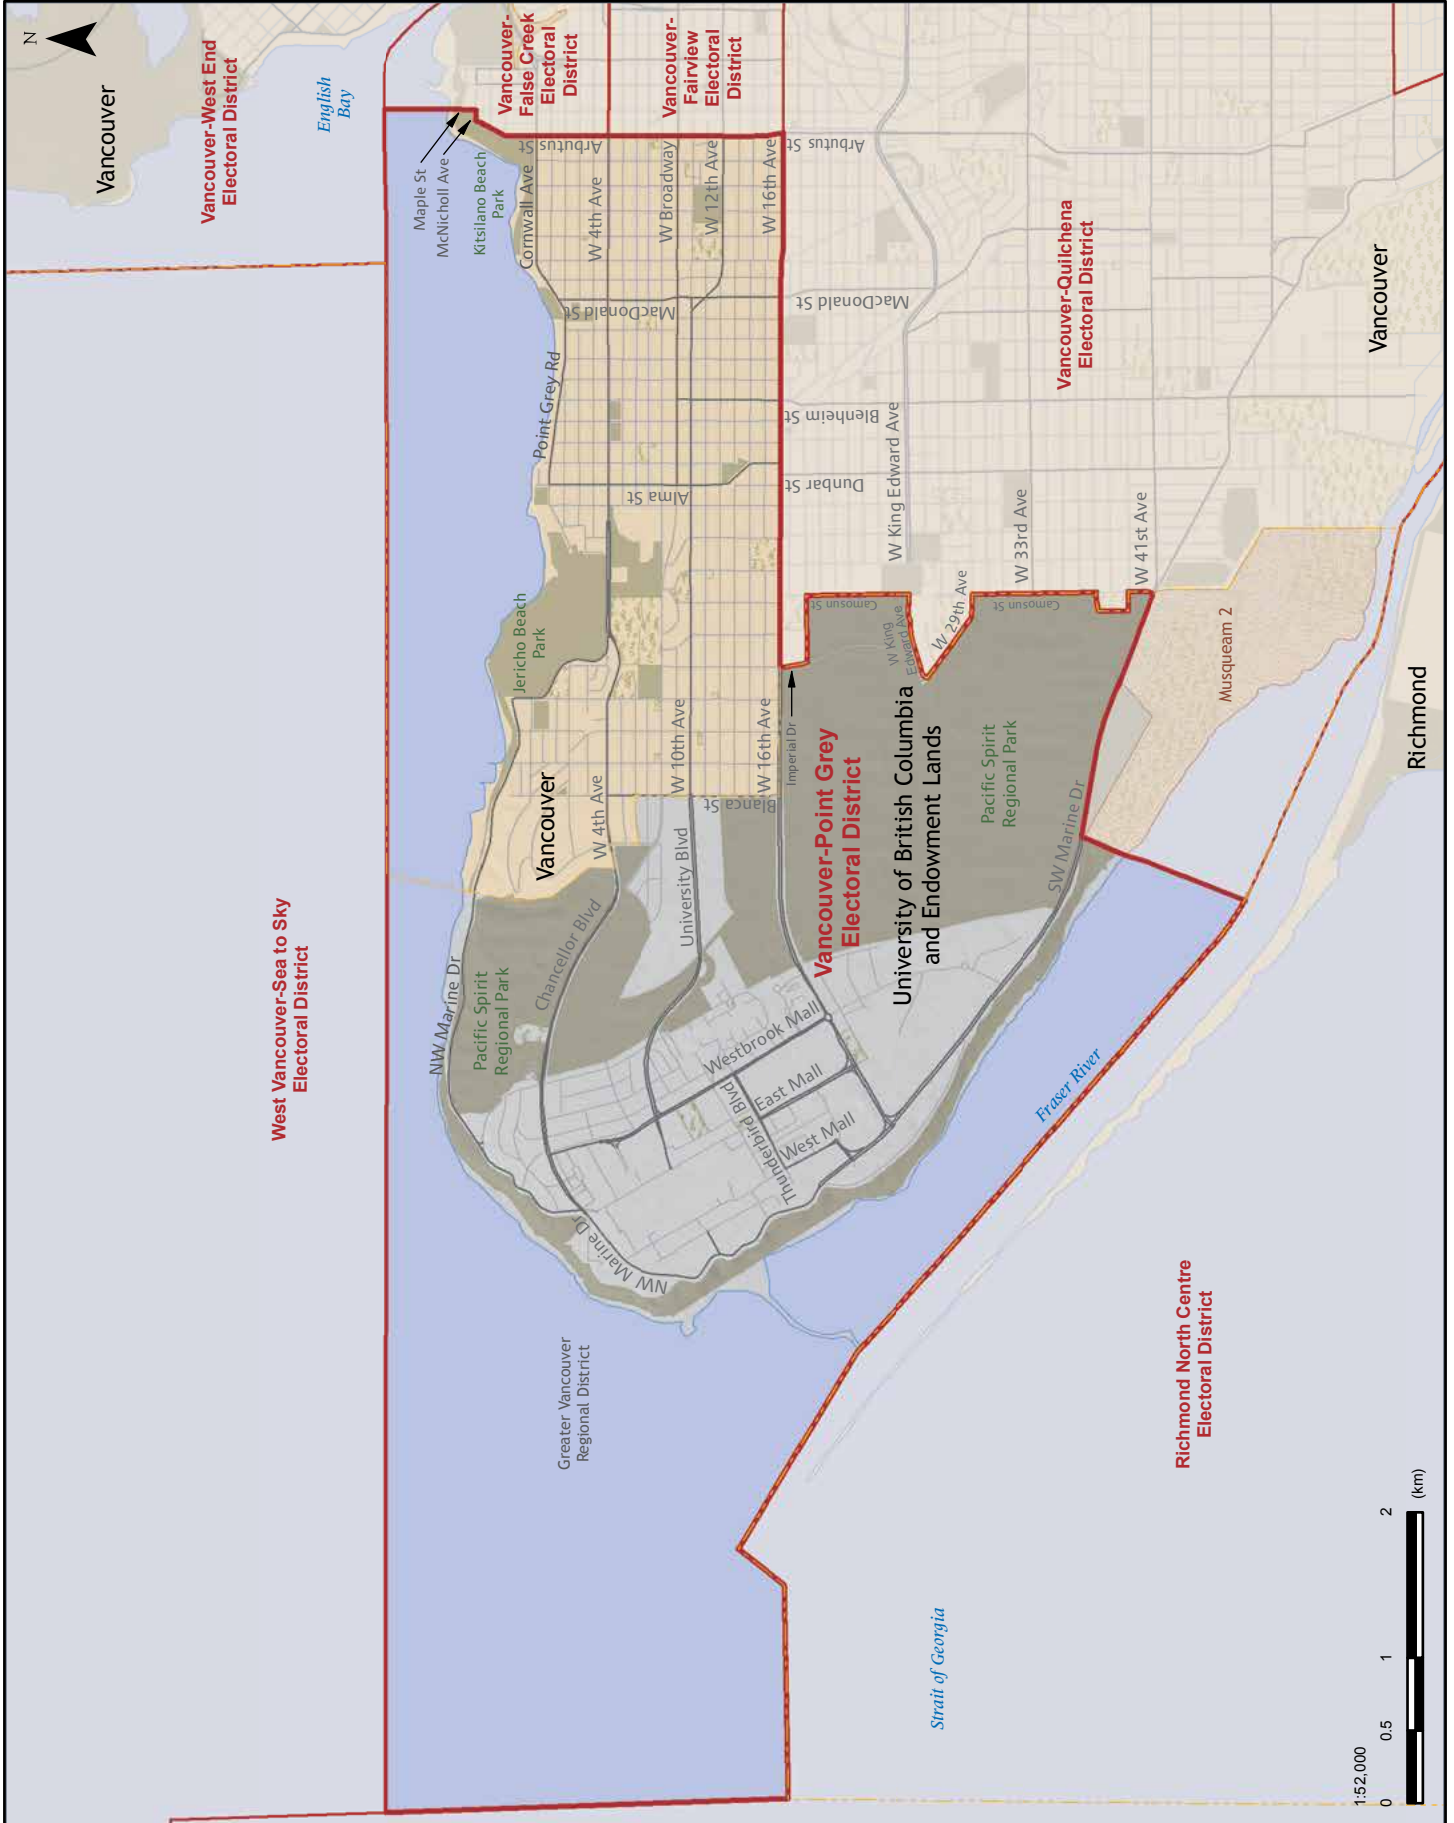 N
Vancouver
Vancouver-West End
Electoral District
English
Bay
Vancouver-
False Creek
Electoral
District
Vancouver-
Fairview
Electoral
District
Maple St
McNicholl Ave
Kitsilano Beach
Park
Cornwall Ave
Arbutus St
W 4th Ave
W Broadway
W 12th Ave
W 16th Ave
Arbutus St
MacDonald St
MacDonald St
Point Grey Rd
Vancouver-Quilchena
Electoral District
Vancouver
Blenheim St
Dunbar St
Alma St
W King Edward Ave
W 33rd Ave
W 41st Ave
Jericho Beach
Park
Camosun St
W King
Edward Ave
W 29th Ave
Camosun St
Musqueam 2
Richmond
W 10th Ave
W 16th Ave
Imperial Dr
Vancouver
W 4th Ave
Blanca St
University Blvd
Vancouver-Point Grey
Electoral District
University of British Columbia
and Endowment Lands
Pacific Spirit
Regional Park
SW Marine Dr
West Vancouver-Sea to Sky
Electoral District
NW Marine Dr
Pacific Spirit
Regional Park
Chancellor Blvd
Westbrook Mall
East Mall
West Mall
Thunderbird Blvd
NW Marine Dr
Fraser River
Greater Vancouver
Regional District
Richmond North Centre
Electoral District
Strait of Georgia
1:52,000
0 0.5 1 2
(km)